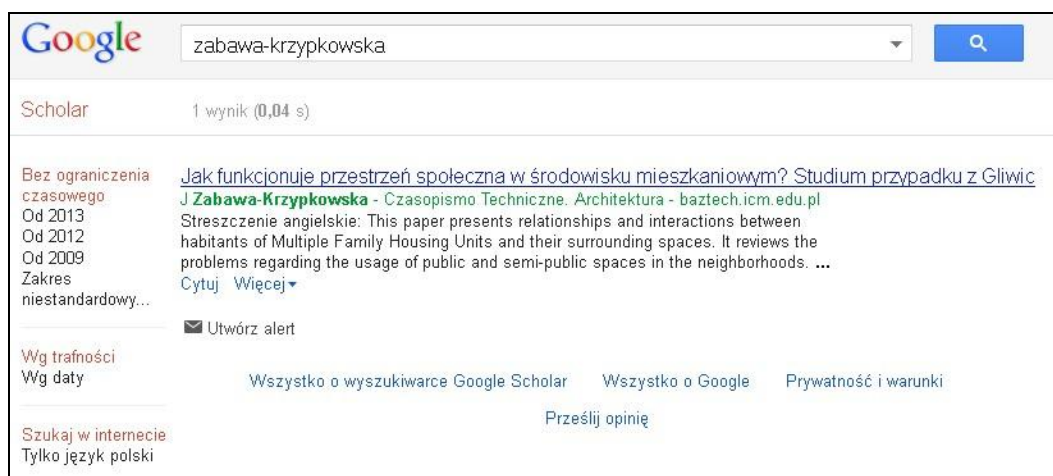 Google
zabawa-krzypkowska
Scholar
1 wynik (0,04 s)
Bez ograniczenia
czasowego
Od 2013
Od 2012
Od 2009
Zakres
niestandardowy...
Wg trafności
Wg daty
Szukaj w internecie
Tylko język polski
Jak funkcjonuje przestrzeń społeczna w środowisku mieszkaniowym? Studium przypadku z Gliwic
J Zabawa-Krzypkowska - Czasopismo Techniczne. Architektura - baztech.icm.edu.pl
Streszczenie angielskie: This paper presents relationships and interactions between
habitants of Multiple Family Housing Units and their surrounding spaces. It reviews the
problems regarding the usage of public and semi-public spaces in the neighborhoods. ...
Cytuj Więcej
Utwórz alert
Wszystko o wyszukiwarce Google Scholar Wszystko o Google Prywatność i warunki
Prześlij opinię